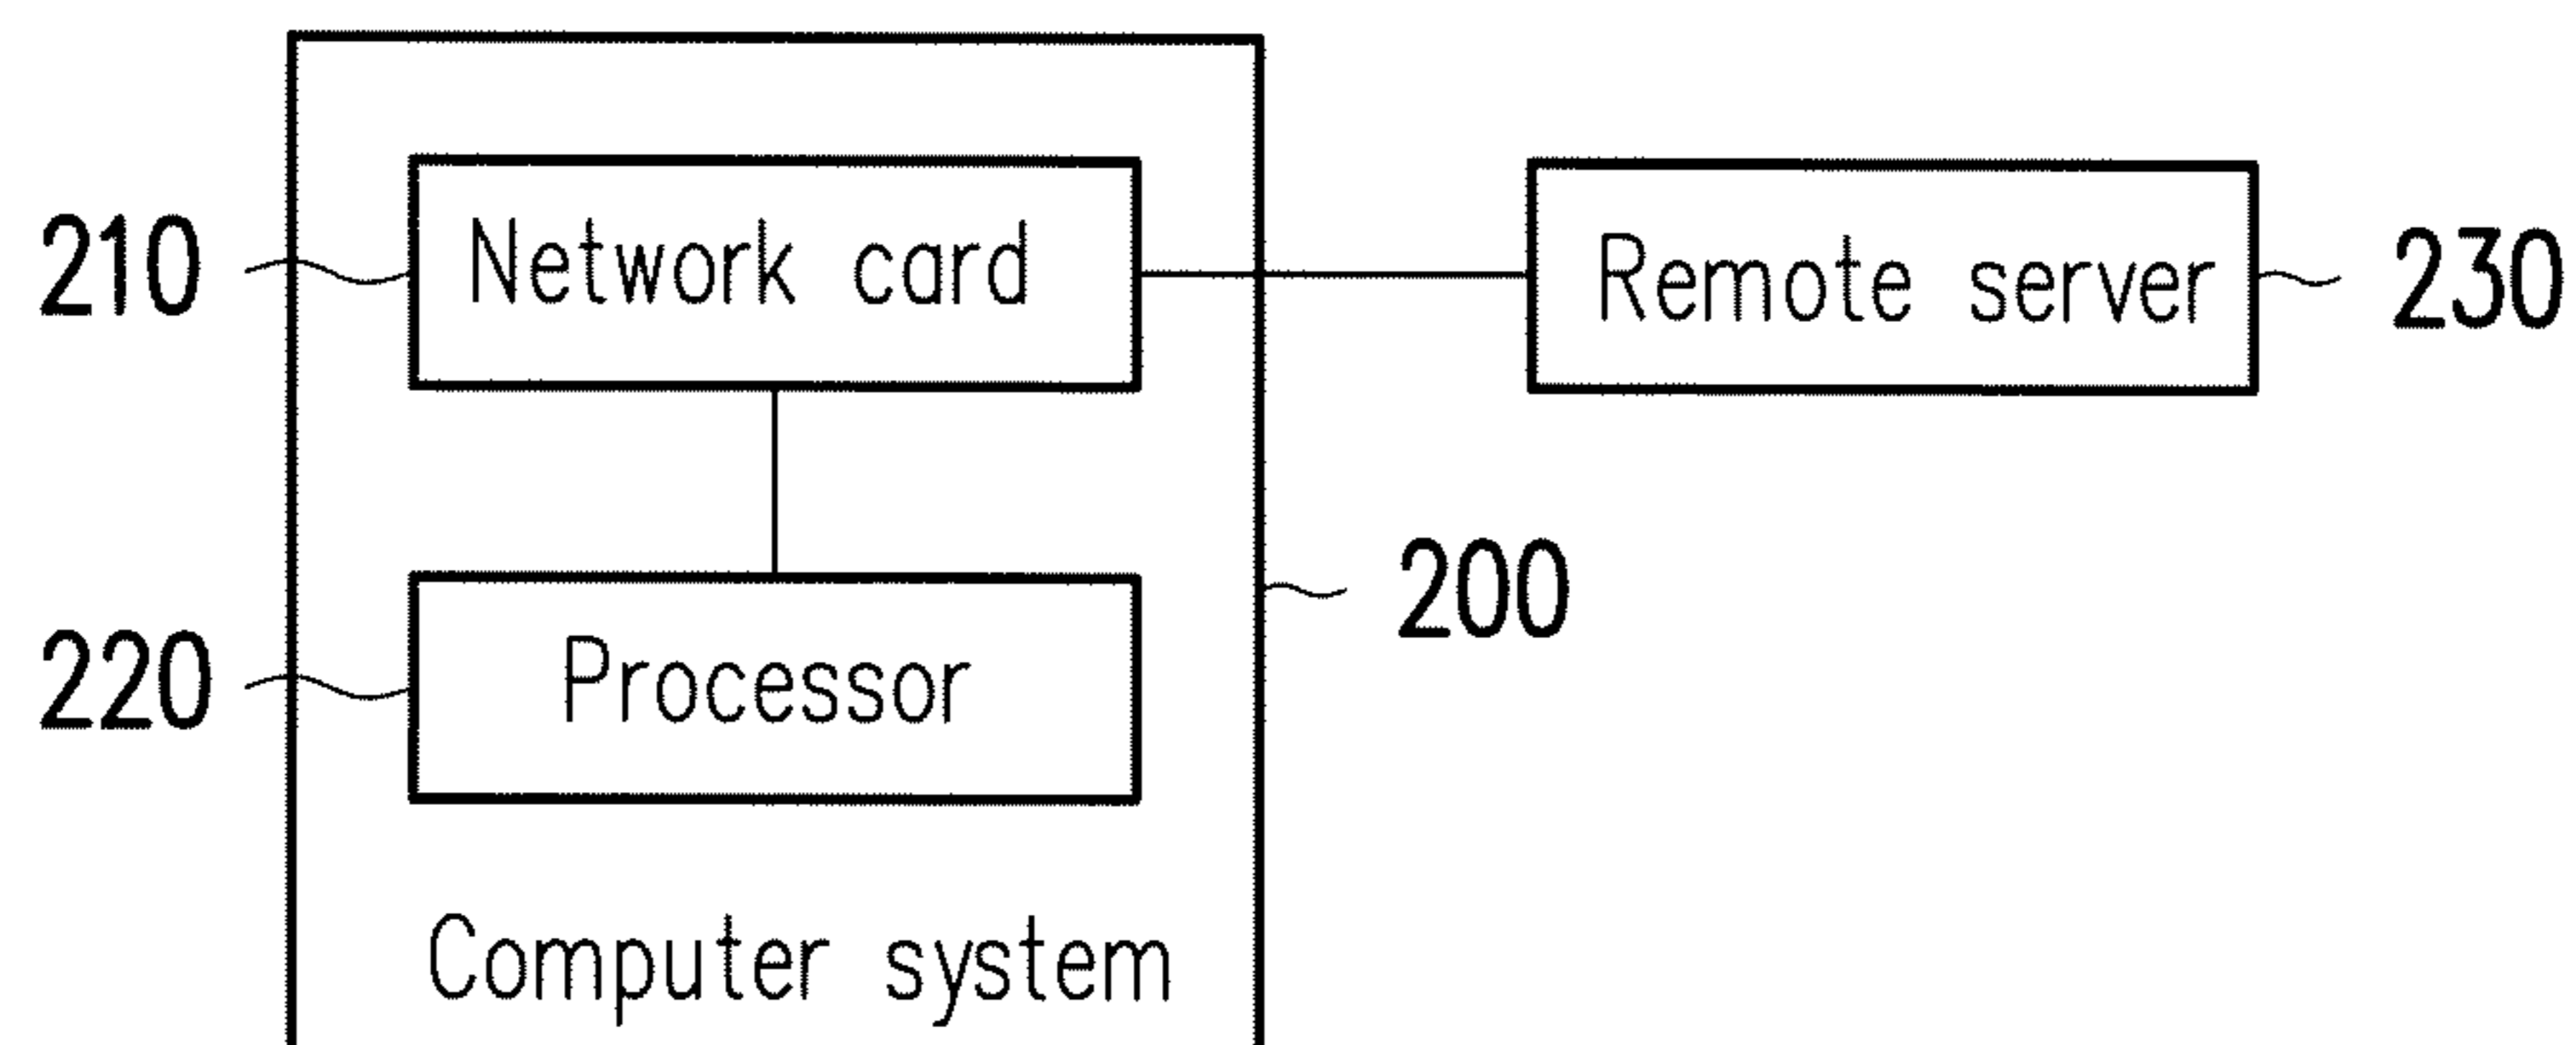 210
Network card
Remote server
230
200
220
Processor
Computer system